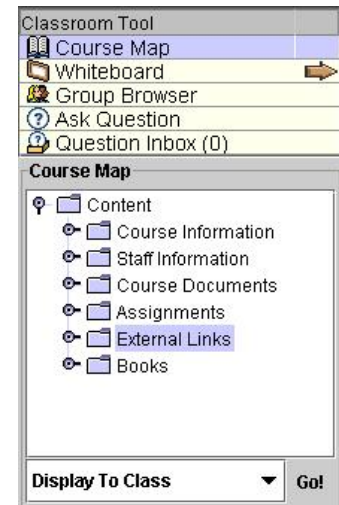 Classroom Tool
Course Map
Whiteboard
Group Browser
Ask Question
Question Inbox (0)
Course Map
Content
Course Information
Staff Information
Course Documents
Assignments
External Links
Books
Display To Class
Go!